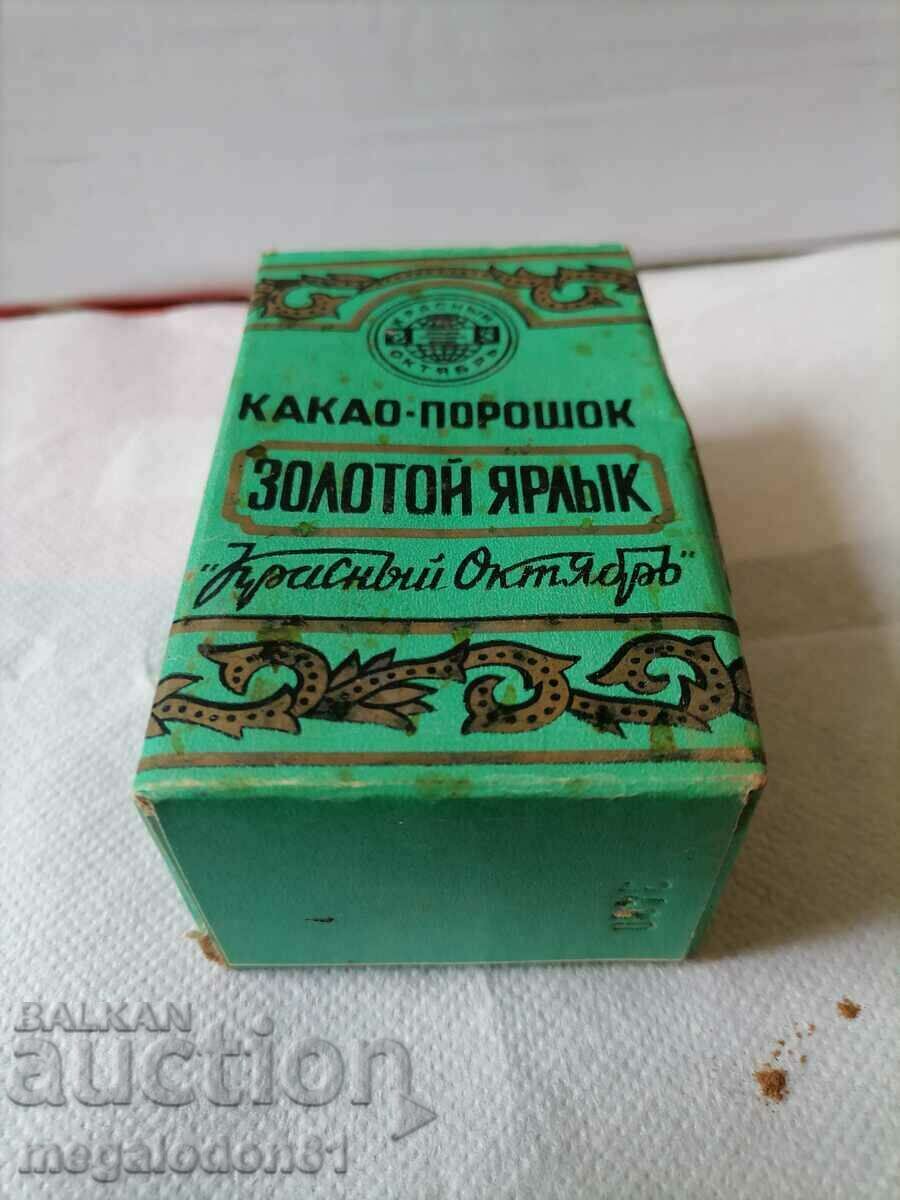 КРАСНЫЙ
ОКТЯБРЬ
КАКАО-ПОРОШОК
ЗОЛОТОЙ ЯРЛЫК
"Красный Октябрь"
BALKAN
auction
megalodon81